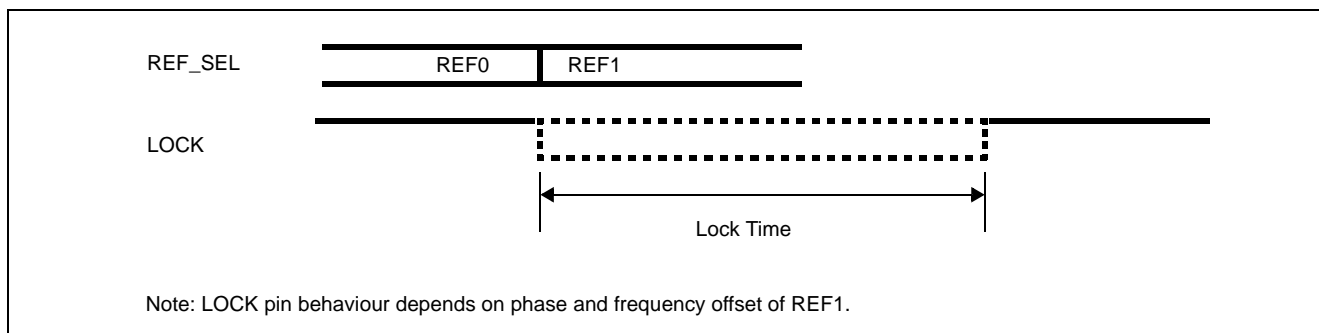 REF_SEL REF0 REF1
LOCK
Lock Time
Note: LOCK pin behaviour depends on phase and frequency offset of REF1.